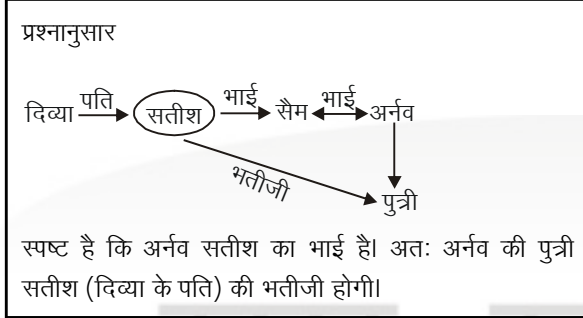 प्रश्नानुसार
पति भाई भाई
दिव्या सतीश सैम अर्नव
भतीजी
पुत्री
स्पष्ट है कि अर्नव सतीश का भाई है। अत: अर्नव की पुत्री
सतीश (दिव्या के पति) की भतीजी होगी।